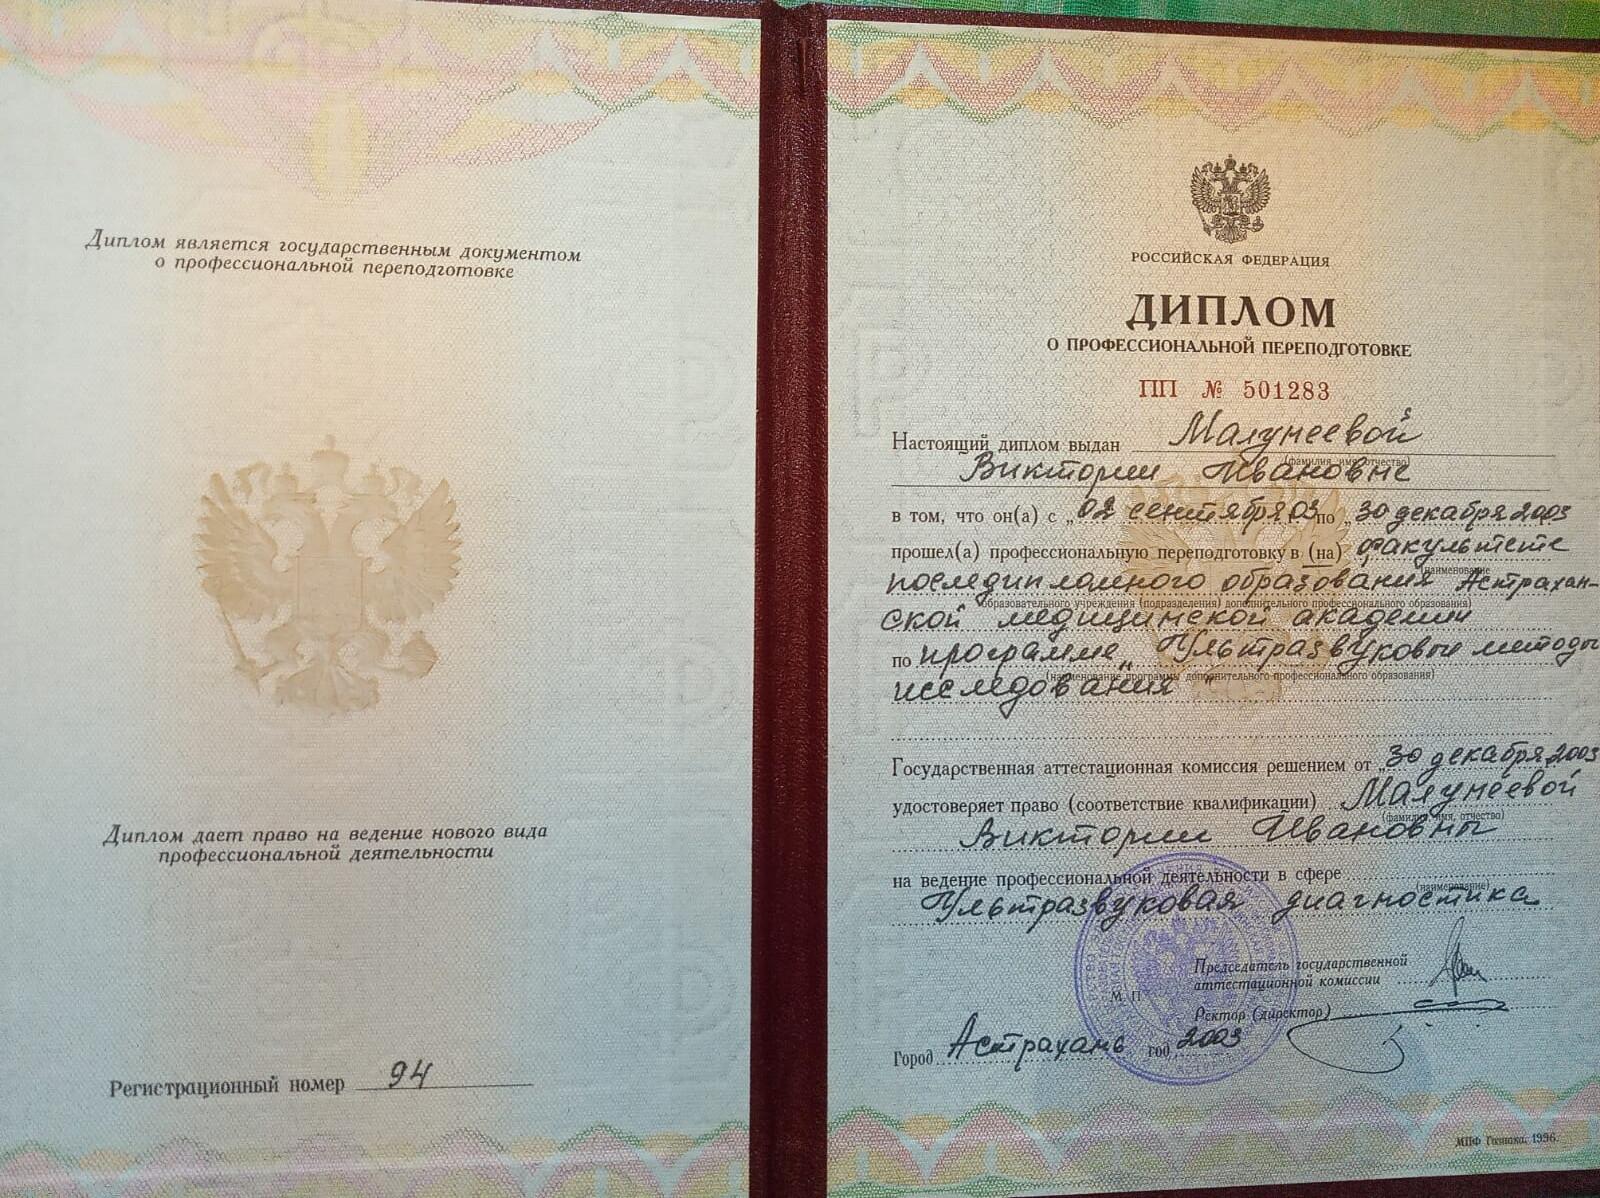 Диплом является государственным документом
о профессиональной переподготовке
Диплом дает право на ведение нового вида
профессиональной деятельности
Регистрационный номер 94
РОССИЙСКАЯ ФЕДЕРАЦИЯ
ДИПЛОМ
О ПРОФЕССИОНАЛЬНОЙ ПЕРЕПОДГОТОВКЕ
ПП № 501283
Настоящий диплом выдан Малунеевой
(фамилия, имя, отчество)
Виктории Ивановне
в том, что он(а) с „02 сентября 03 по „30 декабря 2003
прошел(а) профессиональную переподготовку в (на) факультете
(наименование
последипломного образования Астрахан-
образовательного учреждения (подразделения) дополнительного профессионального образования)
ской медицинской академии
по программе „Ультразвуковые методы
(наименование программы дополнительного профессионального образования)
исследования"
Государственная аттестационная комиссия решением от „30 декабря 2003
удостоверяет право (соответствие квалификации) Малунеевой
(фамилия, имя, отчество)
Виктории Ивановны
на ведение профессиональной деятельности в сфере
(наименование)
Ультразвуковая диагностика
Председатель государственной
аттестационной комиссии
М. П.
Ректор (директор)
Город Астрахань год 2003
МПФ Гознака. 1996.